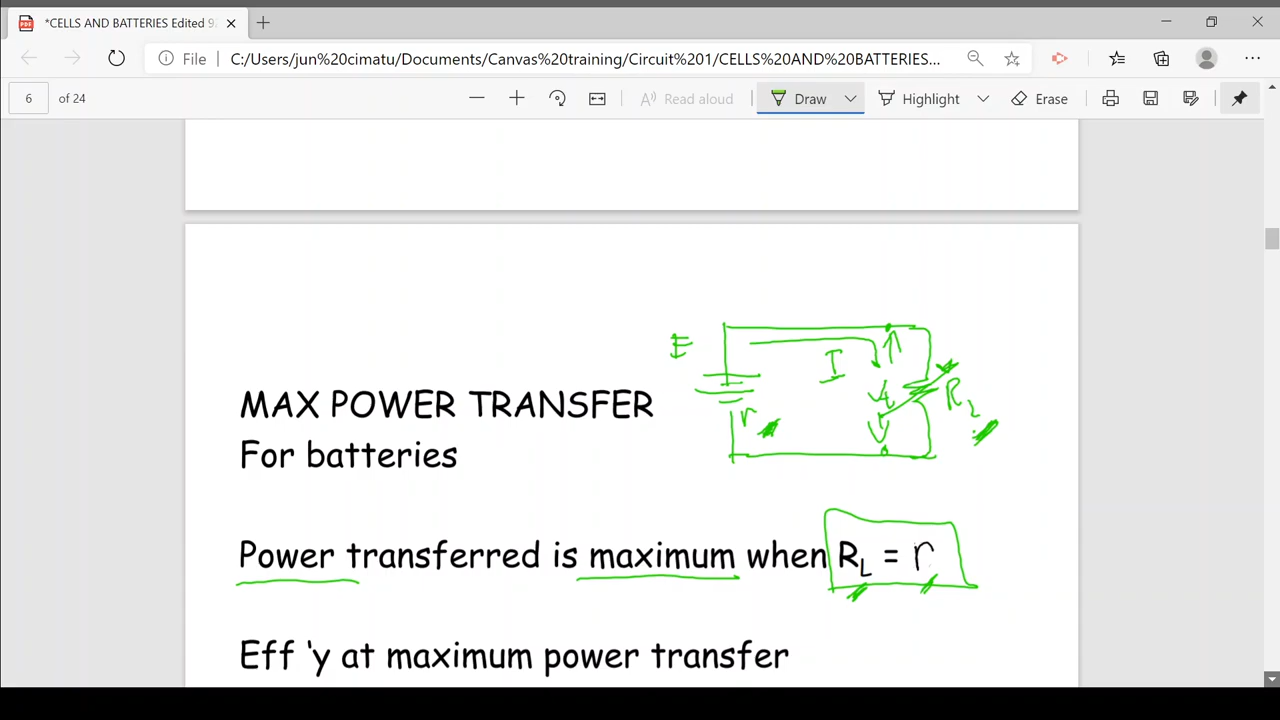 *CELLS AND BATTERIES Edited 9
File C:/Users/jun%20cimatu/Documents/Canvas%20training/Circuit%201/CELLS%20AND%20BATTERIES...
6 of 24 Read aloud Draw Highlight Erase
E
I
R
r
MAX POWER TRANSFER
For batteries
Power transferred is maximum when RL = r
Eff 'y at maximum power transfer